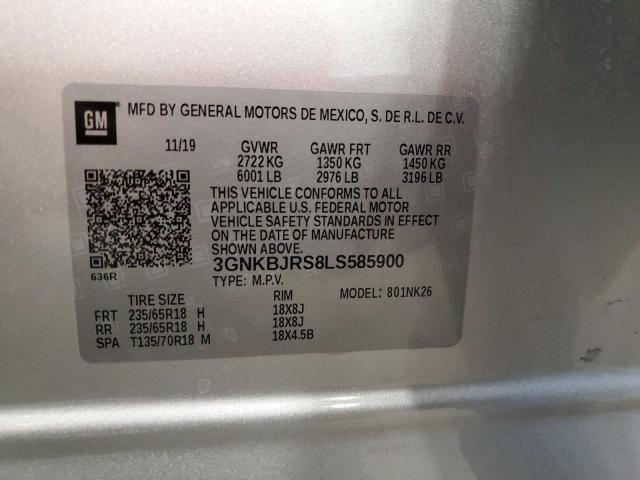 GM
MFD BY GENERAL MOTORS DE MEXICO, S. DE R.L. DE C.V.
11/19 GVWR GAWR FRT GAWR RR
2722 KG 1350 KG 1450 KG
6001 LB 2976 LB 3196 LB
THIS VEHICLE CONFORMS TO ALL
APPLICABLE U.S. FEDERAL MOTOR
VEHICLE SAFETY STANDARDS IN EFFECT
ON THE DATE OF MANUFACTURE
SHOWN ABOVE.
636R
3GNKBJRS8LS585900
TYPE: M.P.V. MODEL: 801NK26
TIRE SIZE RIM
FRT 235/65R18 H 18X8J
RR 235/65R18 H 18X8J
SPA T135/70R18 M 18X4.5B